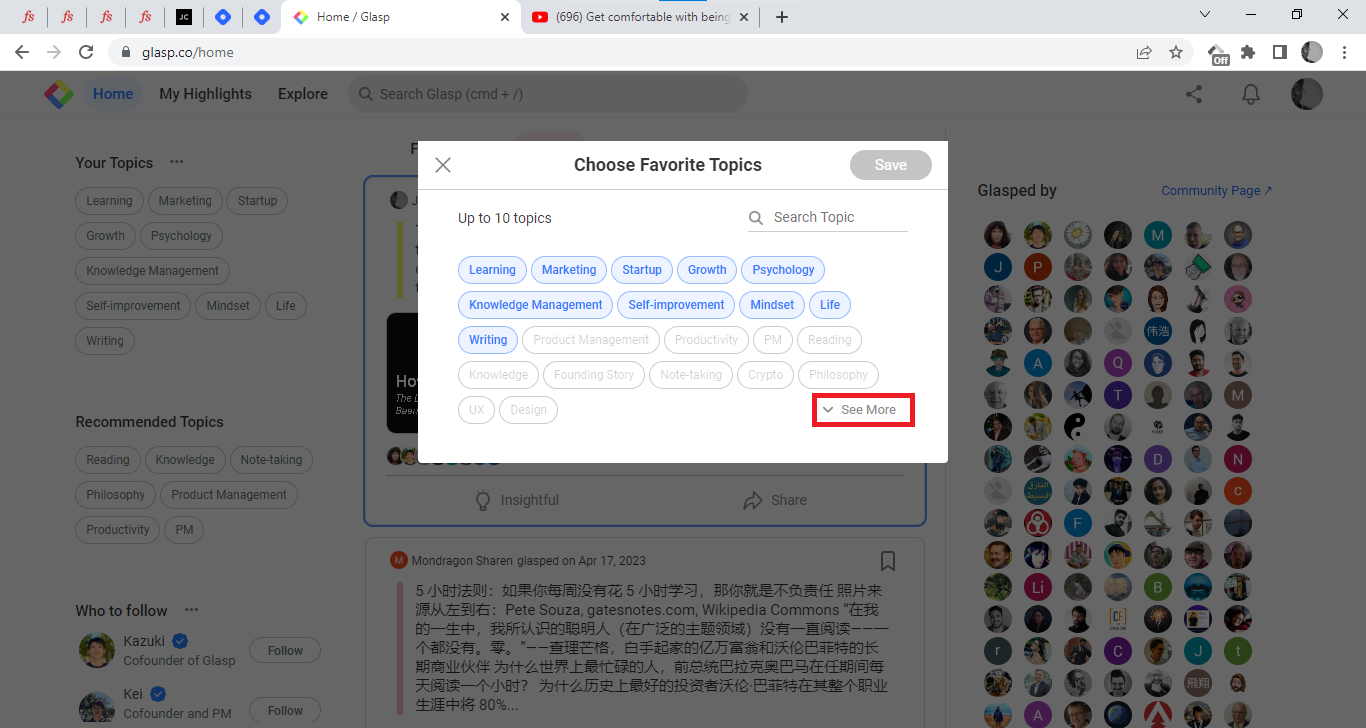 fs
fs
fs
fs
JC
Home / Glasp
(696) Get comfortable with being
glasp.co/home
Off
Home
My Highlights
Explore
Search Glasp (cmd + /)
Your Topics
Learning Marketing Startup
Growth Psychology
Knowledge Management
Self-improvement Mindset Life
Writing
Recommended Topics
Reading Knowledge Note-taking
Philosophy Product Management
Productivity PM
Who to follow
Kazuki
Cofounder of Glasp
Follow
Kei
Cofounder and PM
Follow
Choose Favorite Topics
Save
Up to 10 topics
Search Topic
Learning Marketing Startup Growth Psychology
Knowledge Management Self-improvement Mindset Life
Writing Product Management Productivity PM Reading
Knowledge Founding Story Note-taking Crypto Philosophy
UX Design
See More
Insightful
Share
M
Mondragon Sharen glasped on Apr 17, 2023
5 小时法则：如果你每周没有花 5 小时学习，那你就是不负责任 照片来
源从左到右：Pete Souza, gatesnotes.com, Wikipedia Commons “在我
的一生中，我所认识的聪明人（在广泛的主题领域）没有一直阅读——一
个都没有。零。”——查理芒格，白手起家的亿万富翁和沃伦巴菲特的长
期商业伙伴 为什么世界上最忙碌的人，前总统巴拉克奥巴马在任期间每
天阅读一个小时？ 为什么历史上最好的投资者沃伦·巴菲特在其整个职业
生涯中将 80%...
Glasped by
Community Page ↗
M
J P
伟浩
A Q
T M
D N
c
F
Li B
r C J t
飛翔
A